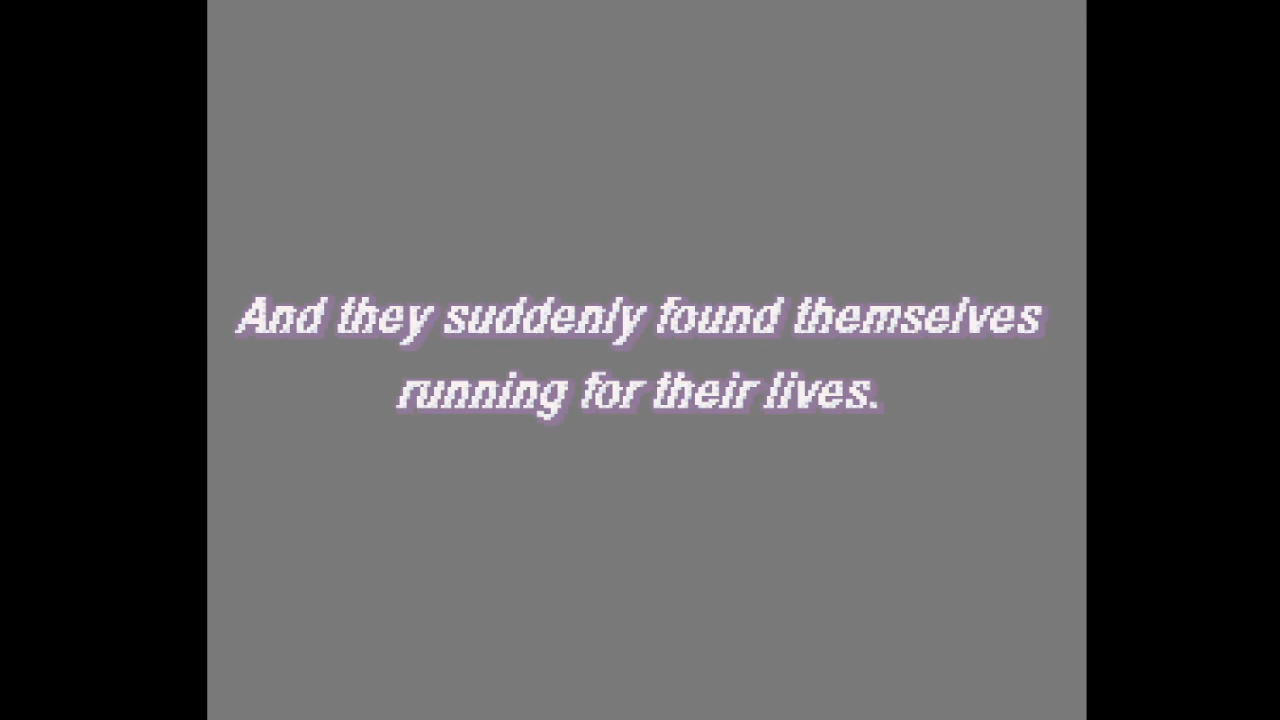 And they suddenly found themselves
running for their lives.